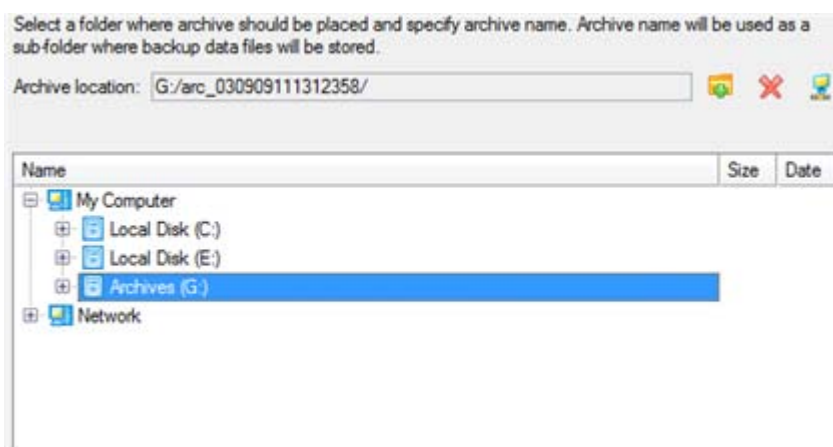 Select a folder where archive should be placed and specify archive name. Archive name will be used as a
sub-folder where backup data files will be stored.
Archive location: G:/arc_030909111312358/
Name Size Date
My Computer
Local Disk (C:)
Local Disk (E:)
Archives (G:)
Network